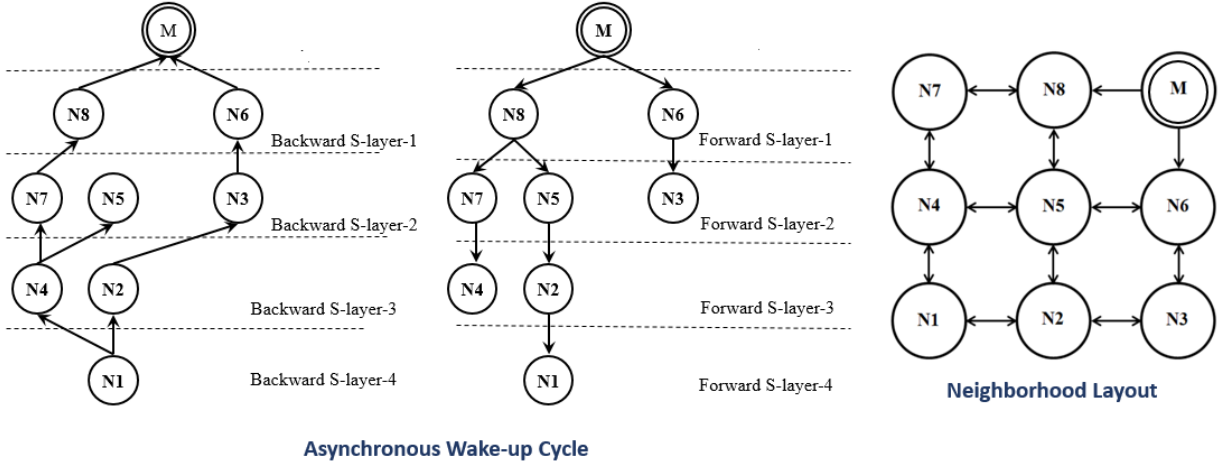 M
N8
N6
Backward S-layer-1
N7
N5
N3
Backward S-layer-2
N4
N2
Backward S-layer-3
N1
Backward S-layer-4
M
N8
N6
Forward S-layer-1
N7
N5
N3
Forward S-layer-2
N4
N2
Forward S-layer-3
N1
Forward S-layer-4
Asynchronous Wake-up Cycle
N7
N8
M
N4
N5
N6
N1
N2
N3
Neighborhood Layout